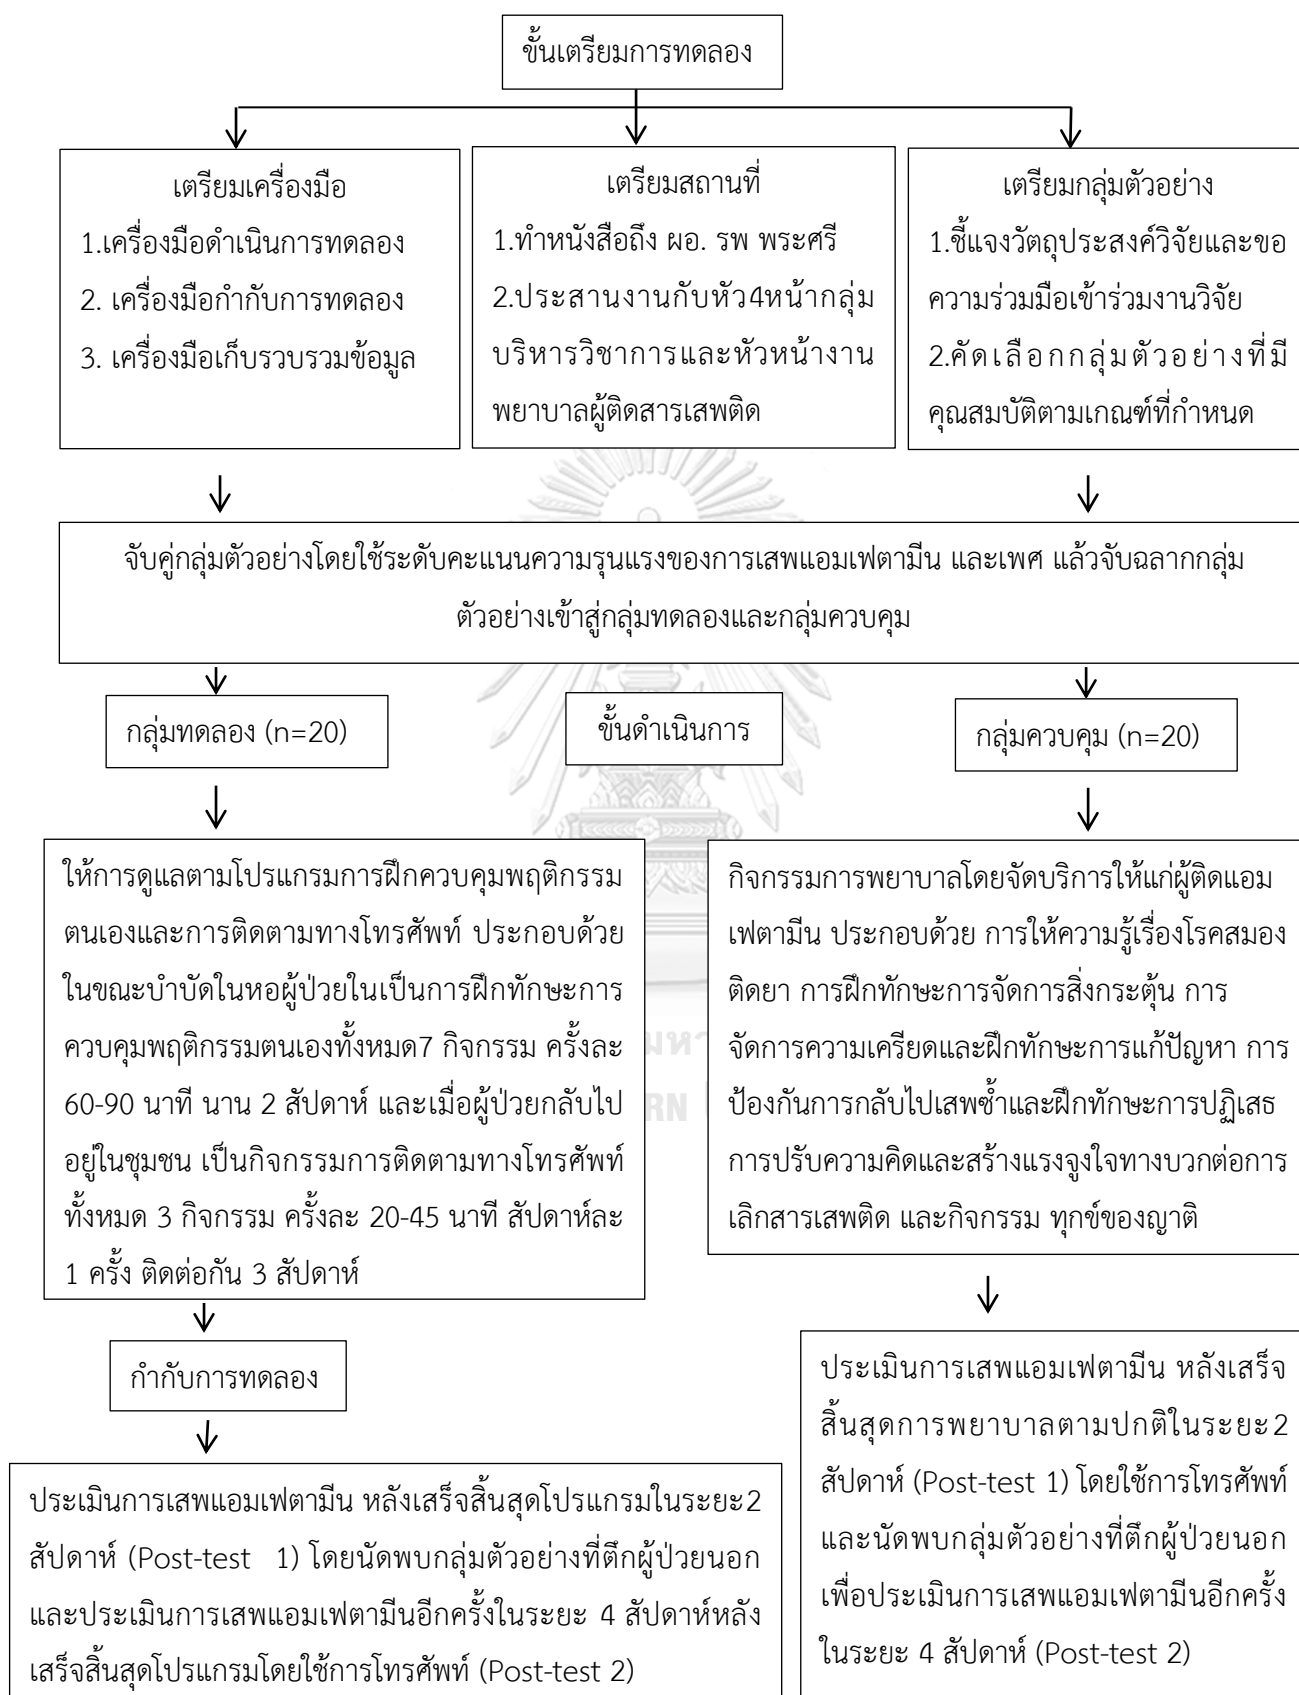 ขั้นเตรียมการทดลอง
เตรียมเครื่องมือ
1.เครื่องมือดำเนินการทดลอง
2. เครื่องมือกำกับการทดลอง
3. เครื่องมือเก็บรวบรวมข้อมูล
เตรียมสถานที่
1.ทำหนังสือถึง ผอ. รพ พระศรี
2.ประสานงานกับหัว4หน้ากลุ่ม
บริหารวิชาการและหัวหน้างาน
พยาบาลผู้ติดสารเสพติด
เตรียมกลุ่มตัวอย่าง
1.ชี้แจงวัตถุประสงค์วิจัยและขอ
ความร่วมมือเข้าร่วมงานวิจัย
2.คัดเลือกกลุ่มตัวอย่างที่มี
คุณสมบัติตามเกณฑ์ที่กำหนด
จับคู่กลุ่มตัวอย่างโดยใช้ระดับคะแนนความรุนแรงของการเสพแอมเฟตามีน และเพศ แล้วจับฉลากกลุ่ม
ตัวอย่างเข้าสู่กลุ่มทดลองและกลุ่มควบคุม
กลุ่มทดลอง (n=20)
ขั้นดำเนินการ
กลุ่มควบคุม (n=20)
ให้การดูแลตามโปรแกรมการฝึกควบคุมพฤติกรรม
ตนเองและการติดตามทางโทรศัพท์ ประกอบด้วย
ในขณะบำบัดในหอผู้ป่วยในเป็นการฝึกทักษะการ
ควบคุมพฤติกรรมตนเองทั้งหมด7 กิจกรรม ครั้งละ
60-90 นาที นาน 2 สัปดาห์ และเมื่อผู้ป่วยกลับไป
อยู่ในชุมชน เป็นกิจกรรมการติดตามทางโทรศัพท์
ทั้งหมด 3 กิจกรรม ครั้งละ 20-45 นาที สัปดาห์ละ
1 ครั้ง ติดต่อกัน 3 สัปดาห์
กิจกรรมการพยาบาลโดยจัดบริการให้แก่ผู้ติดแอม
เฟตามีน ประกอบด้วย การให้ความรู้เรื่องโรคสมอง
ติดยา การฝึกทักษะการจัดการสิ่งกระตุ้น การ
จัดการความเครียดและฝึกทักษะการแก้ปัญหา การ
ป้องกันการกลับไปเสพซ้ำและฝึกทักษะการปฏิเสธ
การปรับความคิดและสร้างแรงจูงใจทางบวกต่อการ
เลิกสารเสพติด และกิจกรรม ทุกข์ของญาติ
กำกับการทดลอง
ประเมินการเสพแอมเฟตามีน หลังเสร็จสิ้นสุดโปรแกรมในระยะ2
สัปดาห์ (Post-test 1) โดยนัดพบกลุ่มตัวอย่างที่ตึกผู้ป่วยนอก
และประเมินการเสพแอมเฟตามีนอีกครั้งในระยะ 4 สัปดาห์หลัง
เสร็จสิ้นสุดโปรแกรมโดยใช้การโทรศัพท์ (Post-test 2)
ประเมินการเสพแอมเฟตามีน หลังเสร็จ
สิ้นสุดการพยาบาลตามปกติในระยะ2
สัปดาห์ (Post-test 1) โดยใช้การโทรศัพท์
และนัดพบกลุ่มตัวอย่างที่ตึกผู้ป่วยนอก
เพื่อประเมินการเสพแอมเฟตามีนอีกครั้ง
ในระยะ 4 สัปดาห์ (Post-test 2)